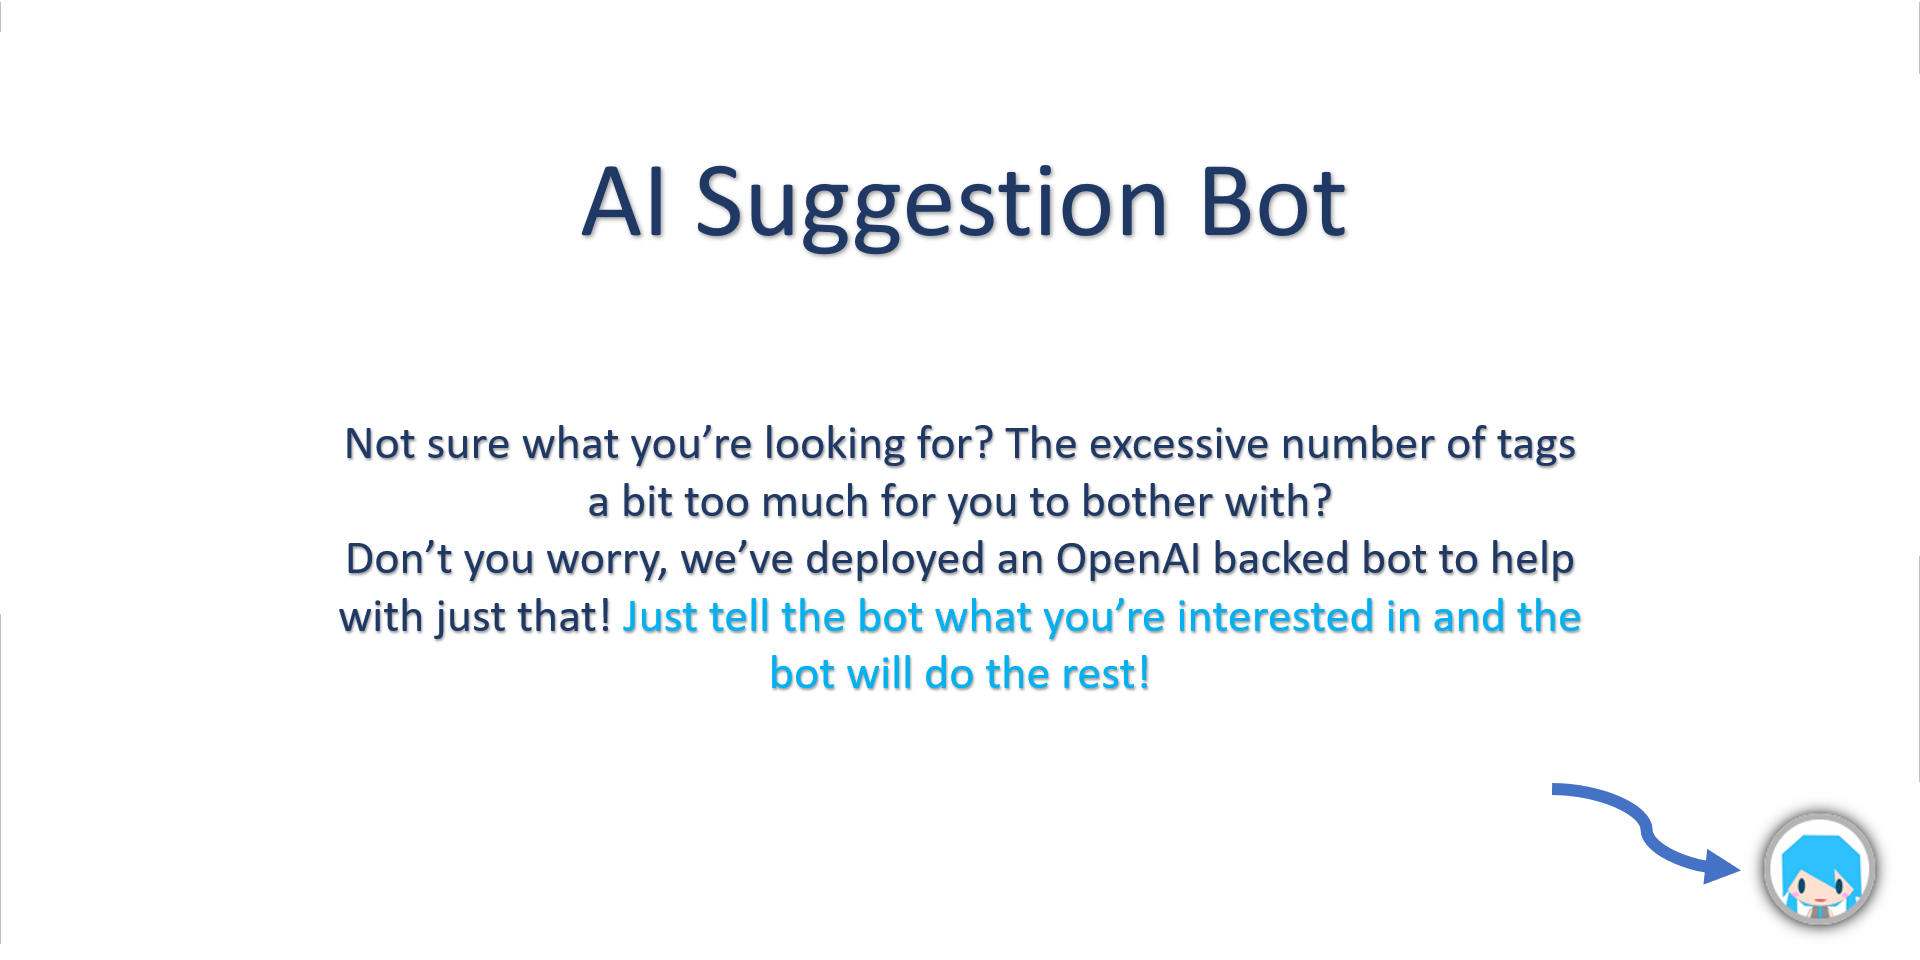 AI Suggestion Bot
Not sure what you’re looking for? The excessive number of tags
a bit too much for you to bother with?
Don’t you worry, we’ve deployed an OpenAI backed bot to help
with just that! Just tell the bot what you’re interested in and the
bot will do the rest!